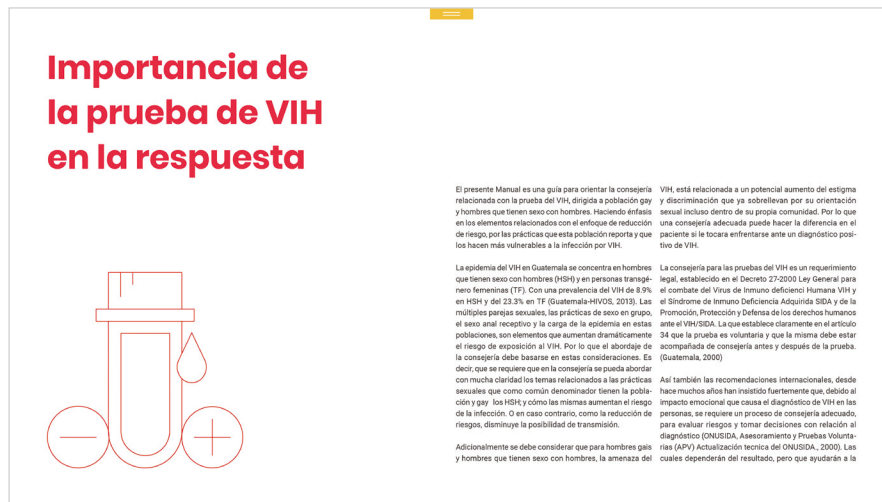 Importancia de
la prueba de VIH
en la respuesta
El presente Manual es una guía para orientar la consejería
relacionada con la prueba del VIH, dirigida a población gay
y hombres que tienen sexo con hombres. Haciendo énfasis
en los elementos relacionados con el enfoque de reducción
de riesgo, por las prácticas que esta población reporta y que
los hacen más vulnerables a la infección por VIH.
La epidemia del VIH en Guatemala se concentra en hombres
que tienen sexo con hombres (HSH) y en personas transgé-
nero femeninas (TF). Con una prevalencia del VIH de 8.9%
en HSH y del 23.3% en TF (Guatemala-HIVOS, 2013). Las
múltiples parejas sexuales, las prácticas de sexo en grupo,
el sexo anal receptivo y la carga de la epidemia en estas
poblaciones, son elementos que aumentan dramáticamente
el riesgo de exposición al VIH. Por lo que el abordaje de
la consejería debe basarse en estas consideraciones. Es
decir, que se requiere que en la consejería se pueda abordar
con mucha claridad los temas relacionados a las prácticas
sexuales que como común denominador tienen la pobla-
ción y gay los HSH; y cómo las mismas aumentan el riesgo
de la infección. O en caso contrario, como la reducción de
riesgos, disminuye la posibilidad de transmisión.
Adicionalmente se debe considerar que para hombres gais
y hombres que tienen sexo con hombres, la amenaza del
VIH, está relacionada a un potencial aumento del estigma
y discriminación que ya sobrellevan por su orientación
sexual incluso dentro de su propia comunidad. Por lo que
una consejería adecuada puede hacer la diferencia en el
paciente si le tocara enfrentarse ante un diagnóstico posi-
tivo de VIH.
La consejería para las pruebas del VIH es un requerimiento
legal, establecido en el Decreto 27-2000 Ley General para
el combate del Virus de Inmuno deficienci Humana VIH y
el Síndrome de Inmuno Deficiencia Adquirida SIDA y de la
Promoción, Protección y Defensa de los derechos humanos
ante el VIH/SIDA. La que establece claramente en el artículo
34 que la prueba es voluntaria y que la misma debe estar
acompañada de consejería antes y después de la prueba.
(Guatemala, 2000)
Así también las recomendaciones internacionales, desde
hace muchos años han insistido fuertemente que, debido al
impacto emocional que causa el diagnóstico de VIH en las
personas, se requiere un proceso de consejería adecuado,
para evaluar riesgos y tomar decisiones con relación al
diagnóstico (ONUSIDA, Asesoramiento y Pruebas Volunta-
rias (APV) Actualización tecnica del ONUSIDA., 2000). Las
cuales dependerán del resultado, pero que ayudarán a la